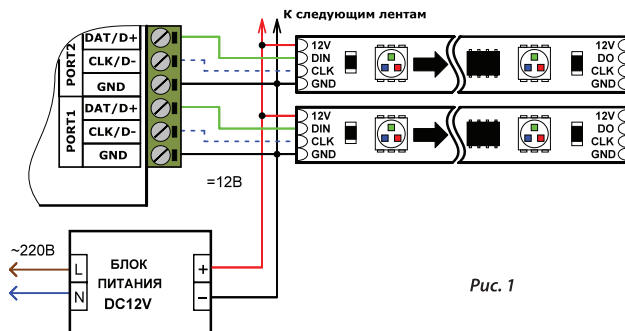 К следующим лентам
PORT2
DAT/D+
CLK/D-
GND
PORT1
DAT/D+
CLK/D-
GND
12V
DIN
CLK
GND
12V
DO
CLK
GND
12V
DIN
CLK
GND
12V
DO
CLK
GND
=12В
~220В
L
N
БЛОК
ПИТАНИЯ
DC12V
+
−
Рис. 1